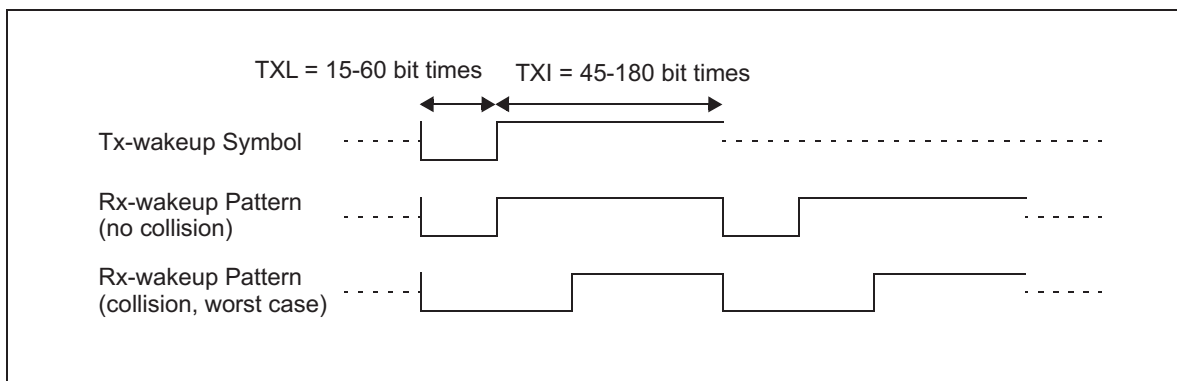 TXL = 15-60 bit times
TXI = 45-180 bit times
Tx-wakeup Symbol
Rx-wakeup Pattern
(no collision)
Rx-wakeup Pattern
(collision, worst case)